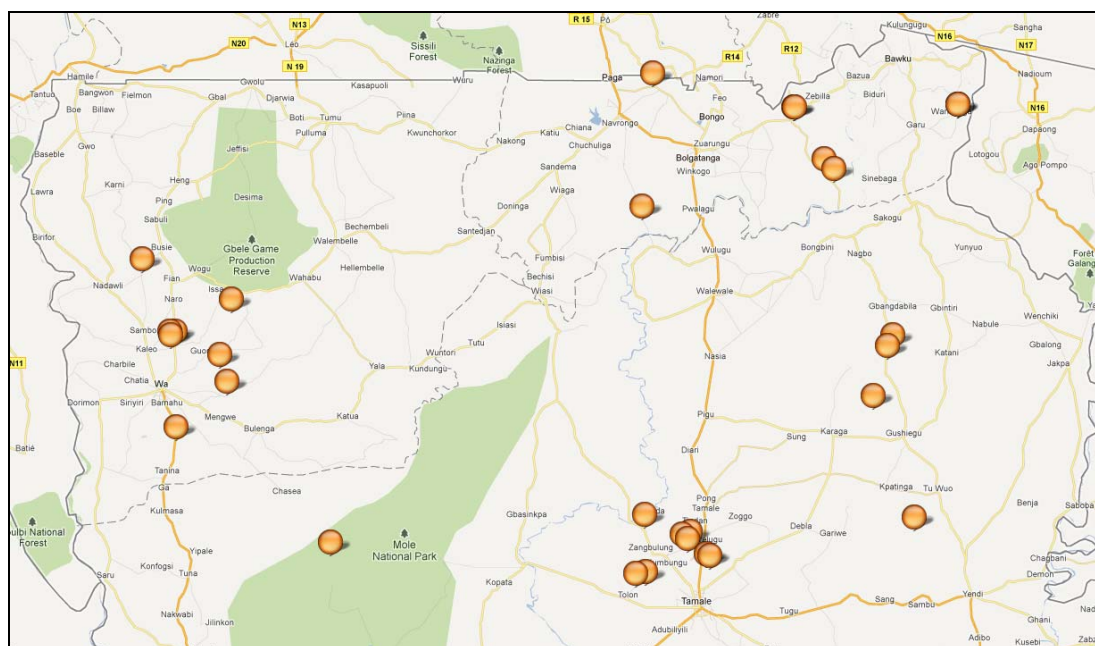 N13
R 15
Pô
Zabre
Kulungugu
N16
Sangha
N20
Léo
Sissili
Forest
R14
R12
N17
Hamile
N 19
Nazinga
Forest
Paga
Namori
Bawku
Nadioum
Tantuo
Bangwon
Fielmon
Gwolu
Kasapuoli
Woru
Bazua
Gbal
Djarwia
Feo
Zebilla
Biduri
Boe
Billaw
Boti
Tumu
Piina
Chiana
Navrongo
Bongo
Garu
N16
Pulluma
Kwunchorkor
Katiu
Dapaong
Gwo
Nakong
Chuchuliga
Zuarungu
Baseble
Jeffisi
Bolgatanga
Lotogou
Sandema
Winkogo
Ago Pompo
Lawra
Karni
Heng
Wiaga
Sinebaga
Ping
Desima
Doninga
Pwalagu
Sabuli
Bechembeli
Sakogu
Birifor
Busie
Gbele Game
Production
Reserve
Walembelle
Santedjan
Wulugu
Bongbini
Yunyuo
Forêt
Galang
Wogu
Hellembelle
Fumbisi
Nagbo
Nadawli
Fian
Wahabu
Bechisi
Issa
Wiasi
Walewale
Naro
Gbangdabila
Gbintiri
Wenchiki
Sambo
Isiasi
Nabule
Kaleo
Tutu
Gbalong
N11
Charbile
Wuntori
Nasia
Katani
Yala
Kundungu
Jakpa
Chatia
Wa
Dorimon
Siriyiri
Bamahu
Mengwe
Katua
Pigu
Bulenga
Sung
Karaga
Gushiegu
Batié
Diari
Tanina
Kpatinga
Tu Wuo
Ga
Chasea
Pong
Tamale
Benja
Kulmasa
Gbasinkpa
Zoggo
Debla
Gariwe
Saboba
National
Forest
Mole
National Park
Yipale
Zangbulung
Chagbani
Konfogsi
Tuna
Saru
Kopata
Demon
Tolon
Nakwabi
Tamale
Sang
Yendi
Tugu
Sambu
Jilinkon
Ghani
Adubiliyili
Adibo
Kusebi